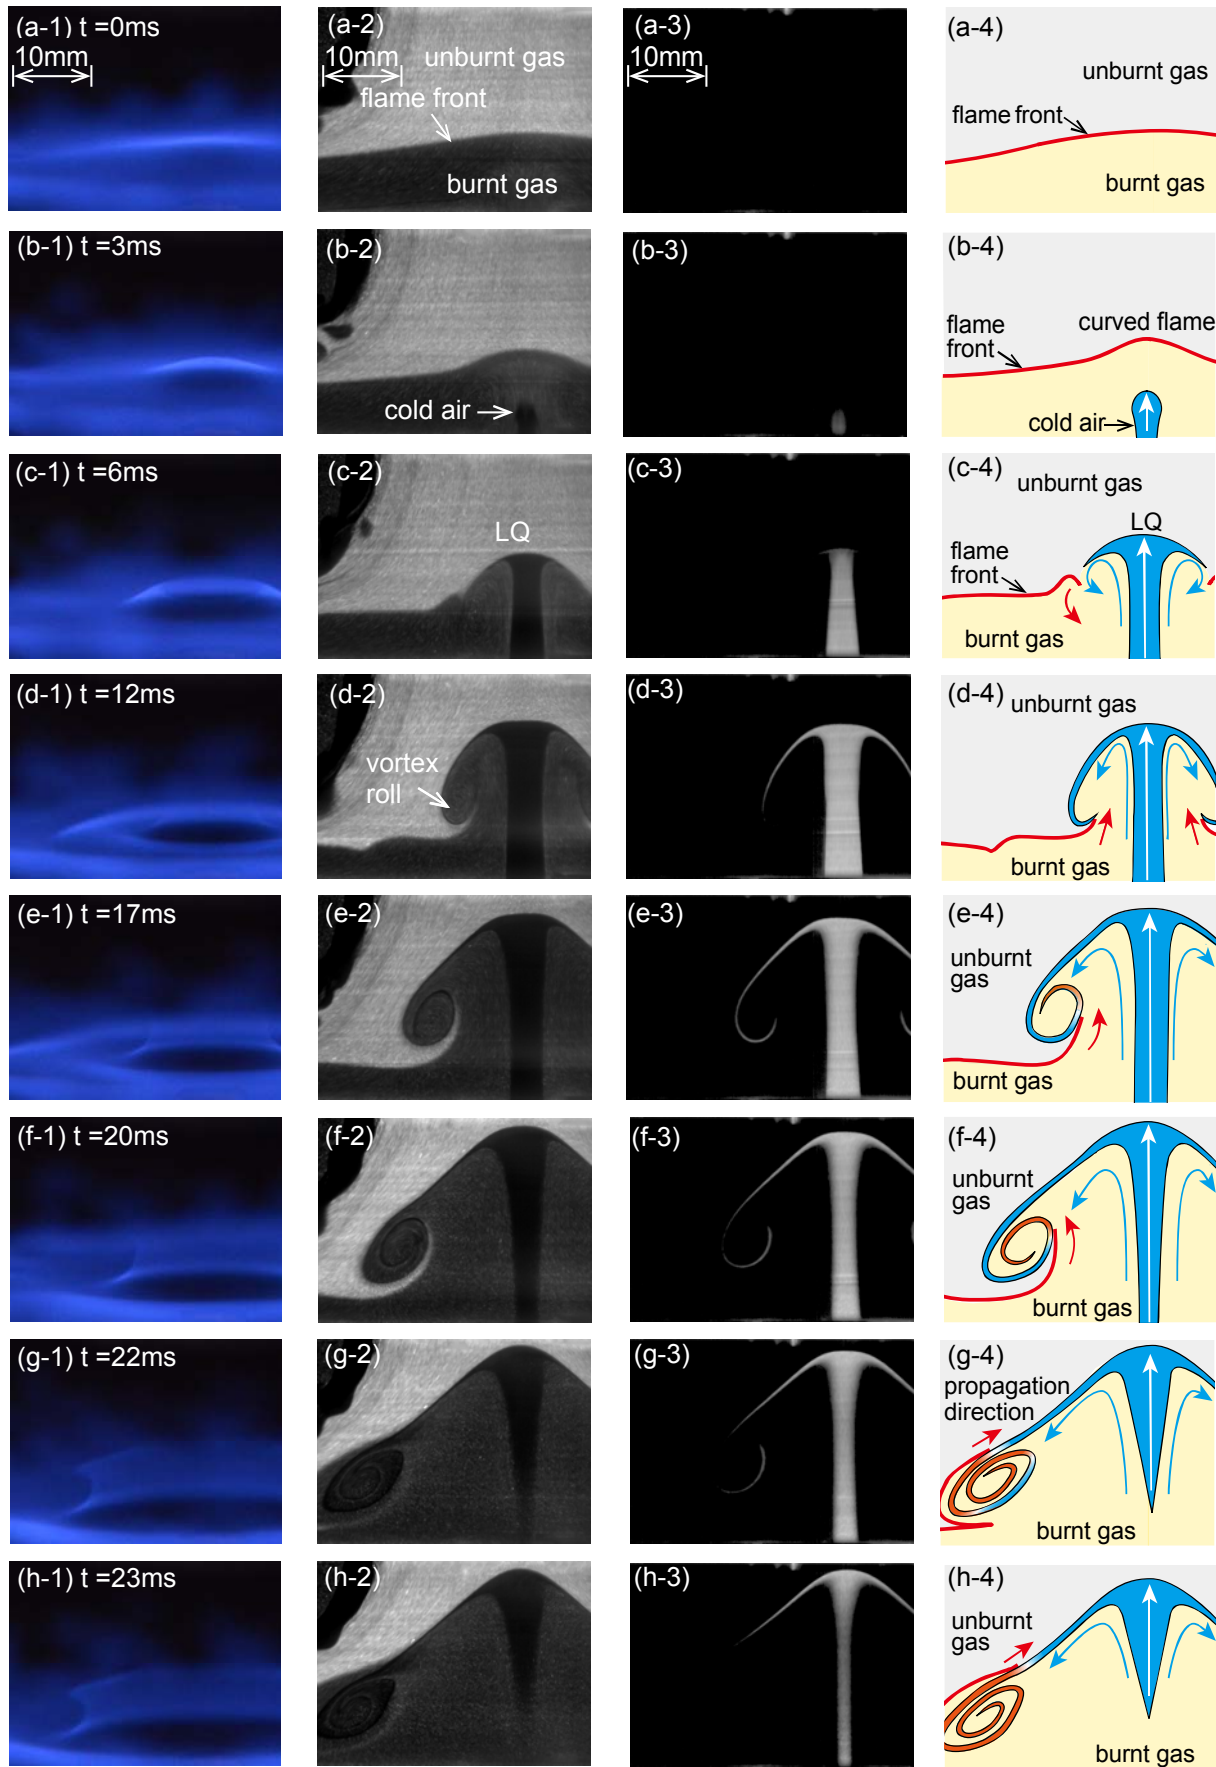 (a-1) t =0ms
10mm
(a-2)
10mm
unburnt gas
flame front
burnt gas
(a-3)
10mm
(a-4)
unburnt gas
flame front
burnt gas
(b-1) t =3ms
(b-2)
cold air
(b-3)
(b-4)
flame
front
curved flame
cold air
(c-1) t =6ms
(c-2)
LQ
(c-3)
(c-4)
unburnt gas
LQ
flame
front
burnt gas
(d-1) t =12ms
(d-2)
vortex
roll
(d-3)
(d-4)
unburnt gas
burnt gas
(e-1) t =17ms
(e-2)
(e-3)
(e-4)
unburnt
gas
burnt gas
(f-1) t =20ms
(f-2)
(f-3)
(f-4)
unburnt
gas
burnt gas
(g-1) t =22ms
(g-2)
(g-3)
(g-4)
propagation
direction
burnt gas
(h-1) t =23ms
(h-2)
(h-3)
(h-4)
unburnt
gas
burnt gas